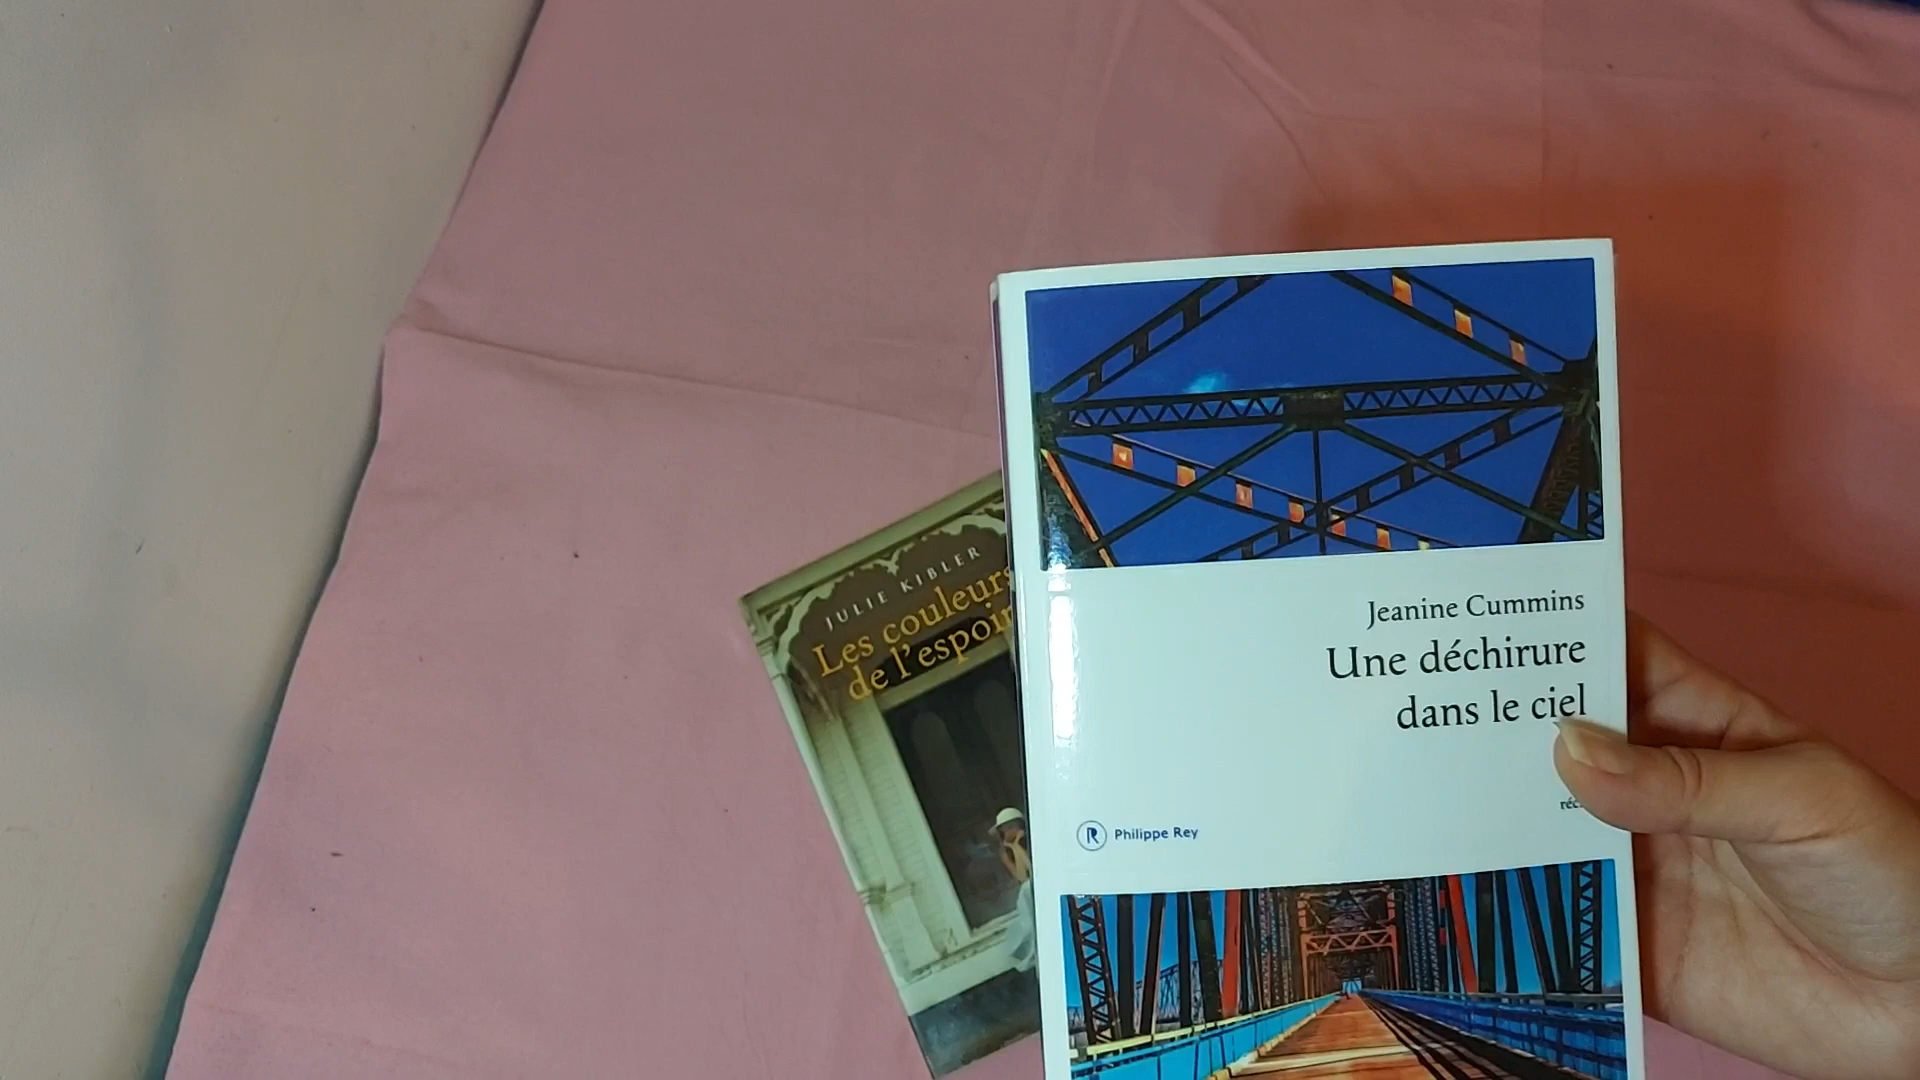 JULIE KIBLER
Les couleurs
de l'espoir
Jeanine Cummins
Une déchirure
dans le ciel
R Philippe Rey